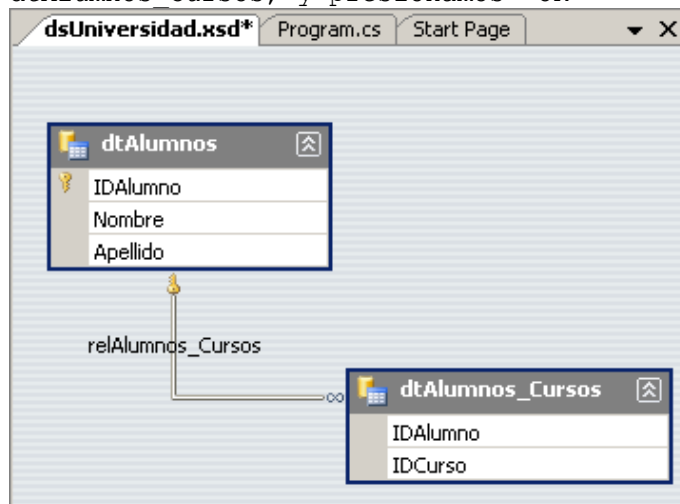 dsUniversidad.xsd* Program.cs Start Page
dtAlumnos
IDAlumno
Nombre
Apellido
relAlumnos_Cursos
dtAlumnos_Cursos
IDAlumno
IDCurso